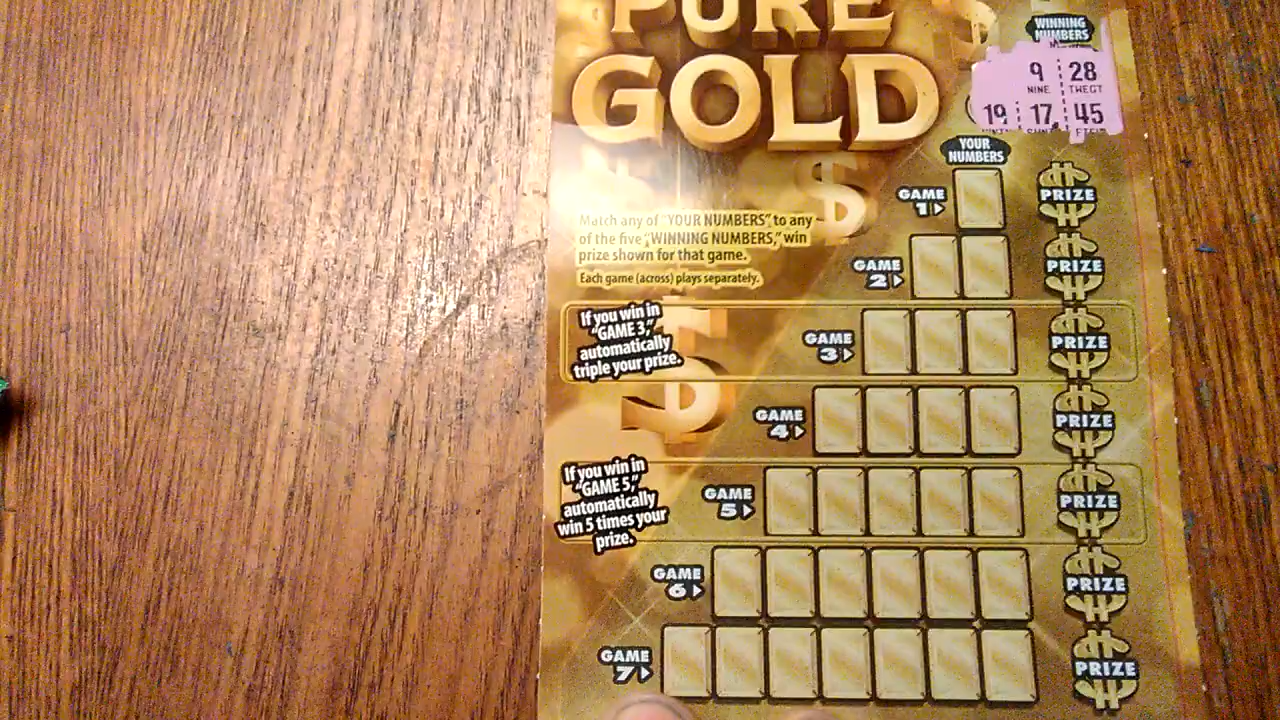 PURE
GOLD
WINNING
NUMBERS
9 28
NINE TWEGT
19 17 45
YOUR
NUMBERS
Match any of "YOUR NUMBERS" to any
of the five "WINNING NUMBERS," win
prize shown for that game.
Each game (across) plays separately.
GAME
1
PRIZE
GAME
2
PRIZE
If you win in
"GAME 3,"
automatically
triple your prize.
GAME
3
PRIZE
GAME
4
PRIZE
If you win in
"GAME 5,"
automatically
win 5 times your
prize.
GAME
5
PRIZE
GAME
6
PRIZE
GAME
7
PRIZE